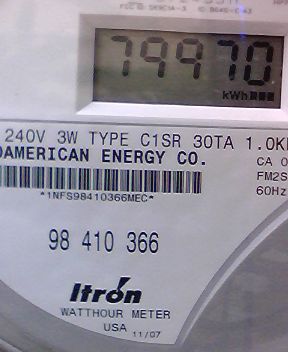 79970
kWh
240V 3W TYPE C1SR 30TA 1.0K
AMERICAN ENERGY CO.
CA 0
FM2S
60Hz
*1NFS98410366MEC*
98 410 366
Itron
WATTHOUR METER
USA 11/07